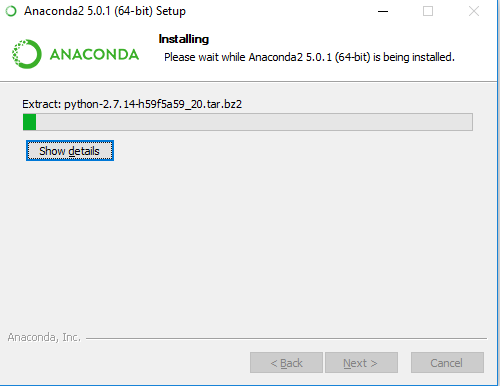 Anaconda2 5.0.1 (64-bit) Setup
ANACONDA
Installing
Please wait while Anaconda2 5.0.1 (64-bit) is being installed.
Extract: python-2.7.14-h59f5a59_20.tar.bz2
Show details
Anaconda, Inc.
< Back Next > Cancel